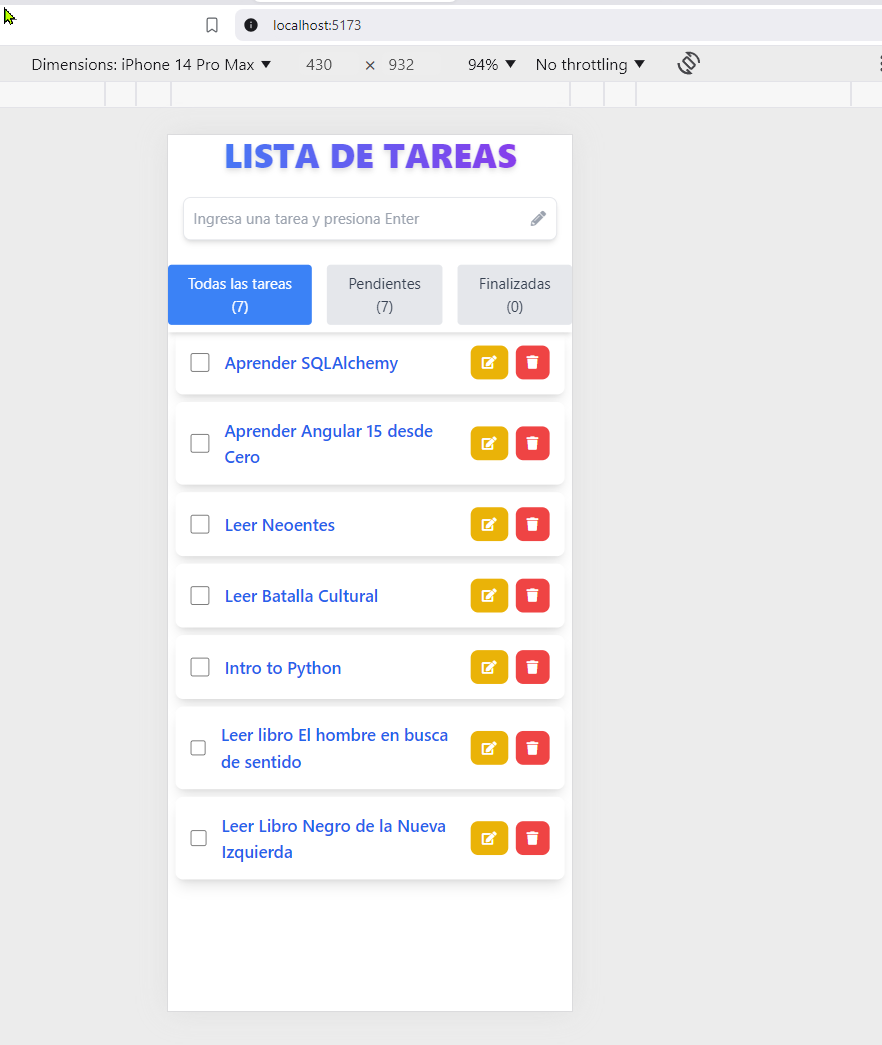 localhost:5173
Dimensions: iPhone 14 Pro Max 430 × 932 94% No throttling
LISTA DE TAREAS
Ingresa una tarea y presiona Enter
Todas las tareas
(7)
Pendientes
(7)
Finalizadas
(0)
Aprender SQLAlchemy
Aprender Angular 15 desde
Cero
Leer Neoentes
Leer Batalla Cultural
Intro to Python
Leer libro El hombre en busca
de sentido
Leer Libro Negro de la Nueva
Izquierda